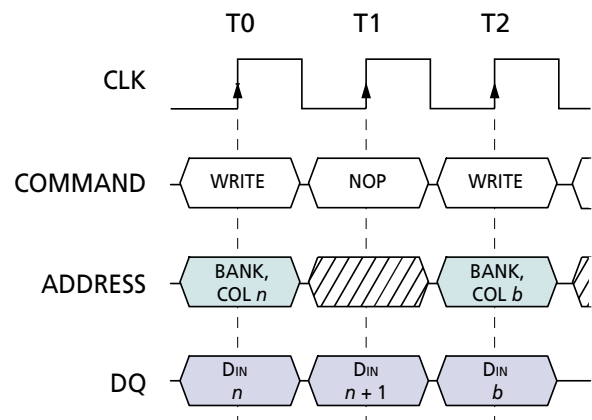 T0 T1 T2
CLK
COMMAND WRITE NOP WRITE
ADDRESS BANK, COL n BANK, COL b
DQ DIN n DIN n + 1 DIN b